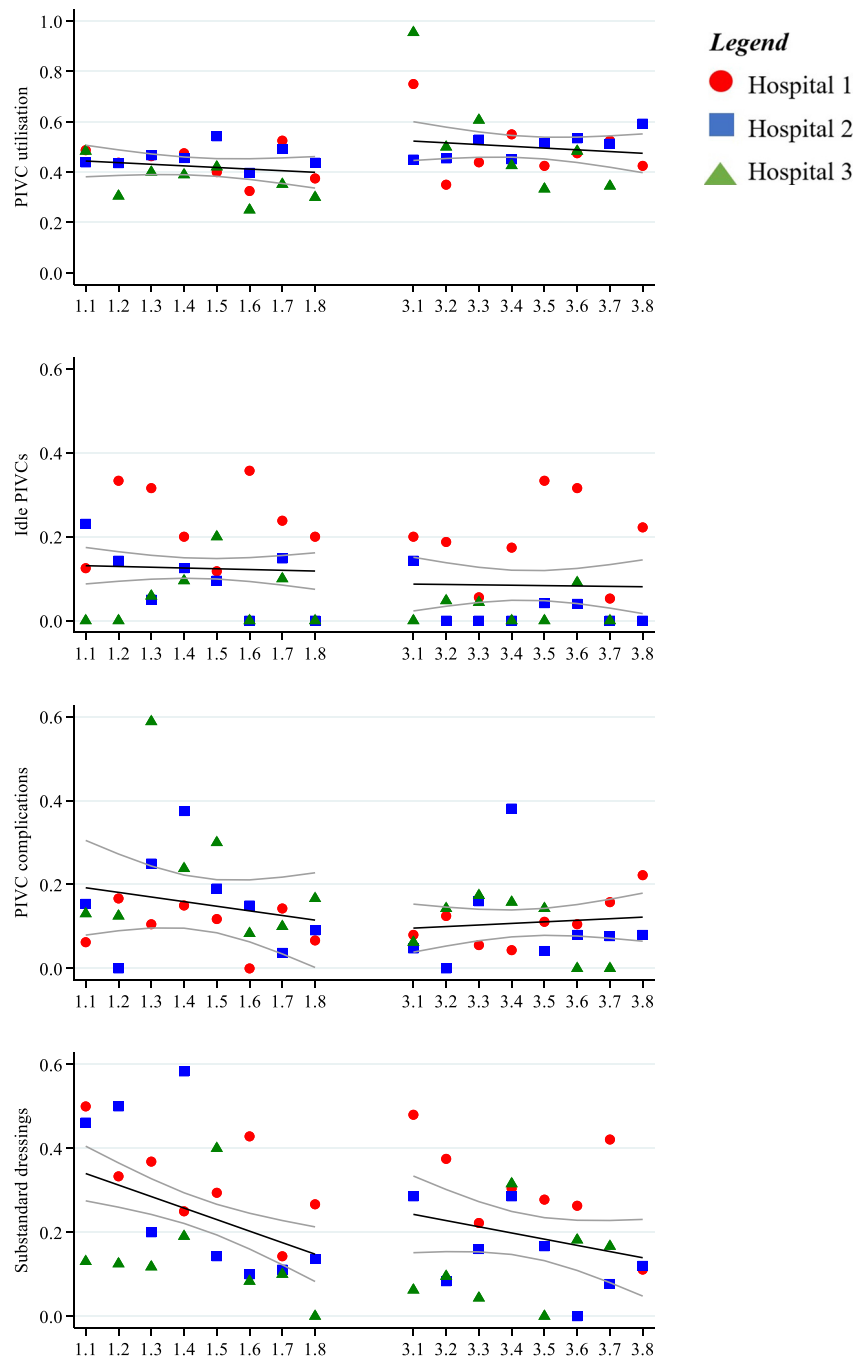 Legend
Hospital 1
Hospital 2
Hospital 3
PIVC utilisation
1.0
0.8
0.6
0.4
0.2
0.0
1.1 1.2 1.3 1.4 1.5 1.6 1.7 1.8 3.1 3.2 3.3 3.4 3.5 3.6 3.7 3.8
Idle PIVCs
0.6
0.4
0.2
0.0
1.1 1.2 1.3 1.4 1.5 1.6 1.7 1.8 3.1 3.2 3.3 3.4 3.5 3.6 3.7 3.8
PIVC complications
0.6
0.4
0.2
0.0
1.1 1.2 1.3 1.4 1.5 1.6 1.7 1.8 3.1 3.2 3.3 3.4 3.5 3.6 3.7 3.8
Substandard dressings
0.6
0.4
0.2
0.0
1.1 1.2 1.3 1.4 1.5 1.6 1.7 1.8 3.1 3.2 3.3 3.4 3.5 3.6 3.7 3.8